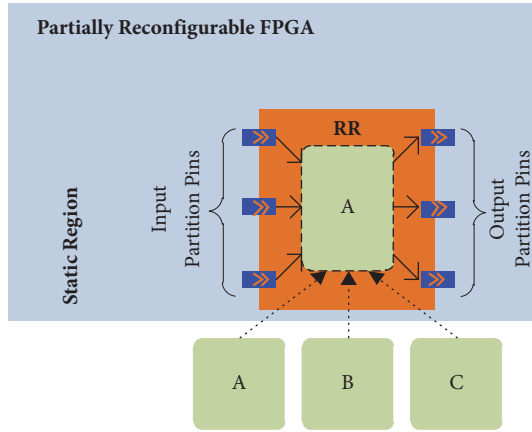 Partially Reconfigurable FPGA
RR
Static Region
Input
Partition Pins
A
Output
Partition Pins
A
B
C